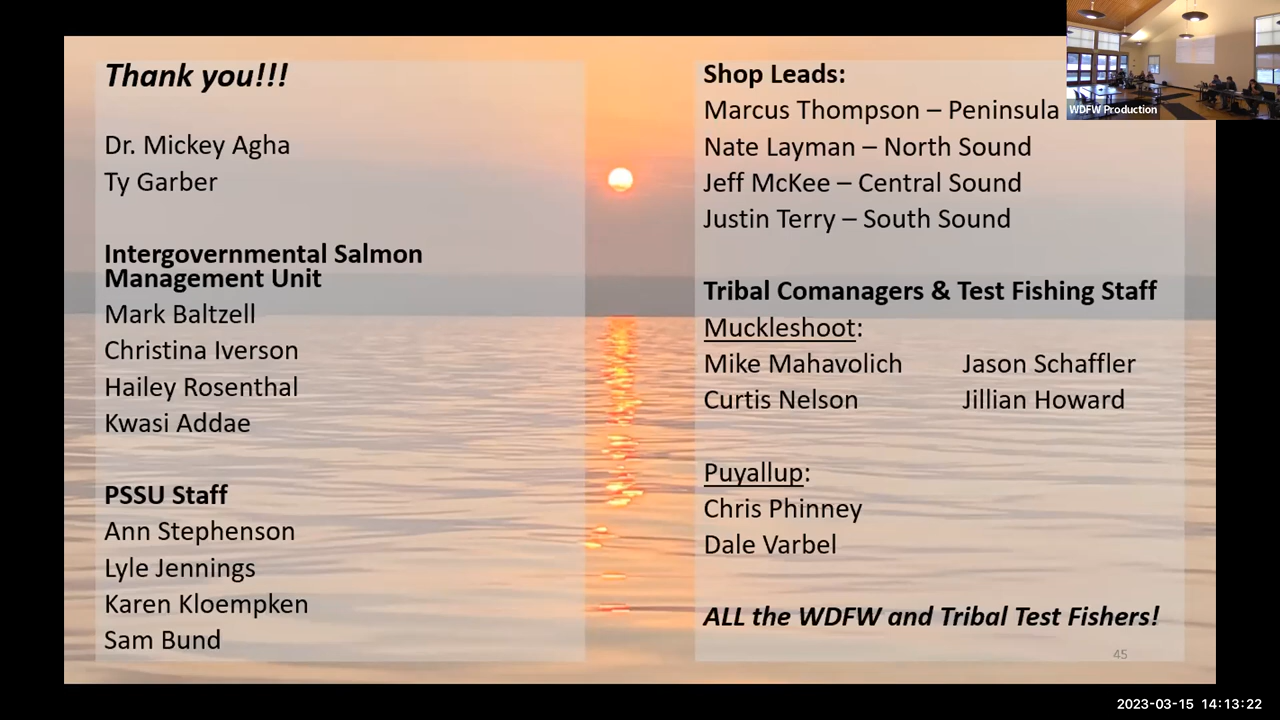 Thank you!!!
Dr. Mickey Agha
Ty Garber
Intergovernmental Salmon
Management Unit
Mark Baltzell
Christina Iverson
Hailey Rosenthal
Kwasi Addae
PSSU Staff
Ann Stephenson
Lyle Jennings
Karen Kloempken
Sam Bund
Shop Leads:
Marcus Thompson – Peninsula
Nate Layman – North Sound
Jeff McKee – Central Sound
Justin Terry – South Sound
Tribal Comanagers & Test Fishing Staff
Muckleshoot:
Mike Mahavolich Jason Schaffler
Curtis Nelson Jillian Howard
Puyallup:
Chris Phinney
Dale Varbel
ALL the WDFW and Tribal Test Fishers!
45
WDFW Production
2023-03-15 14:13:22